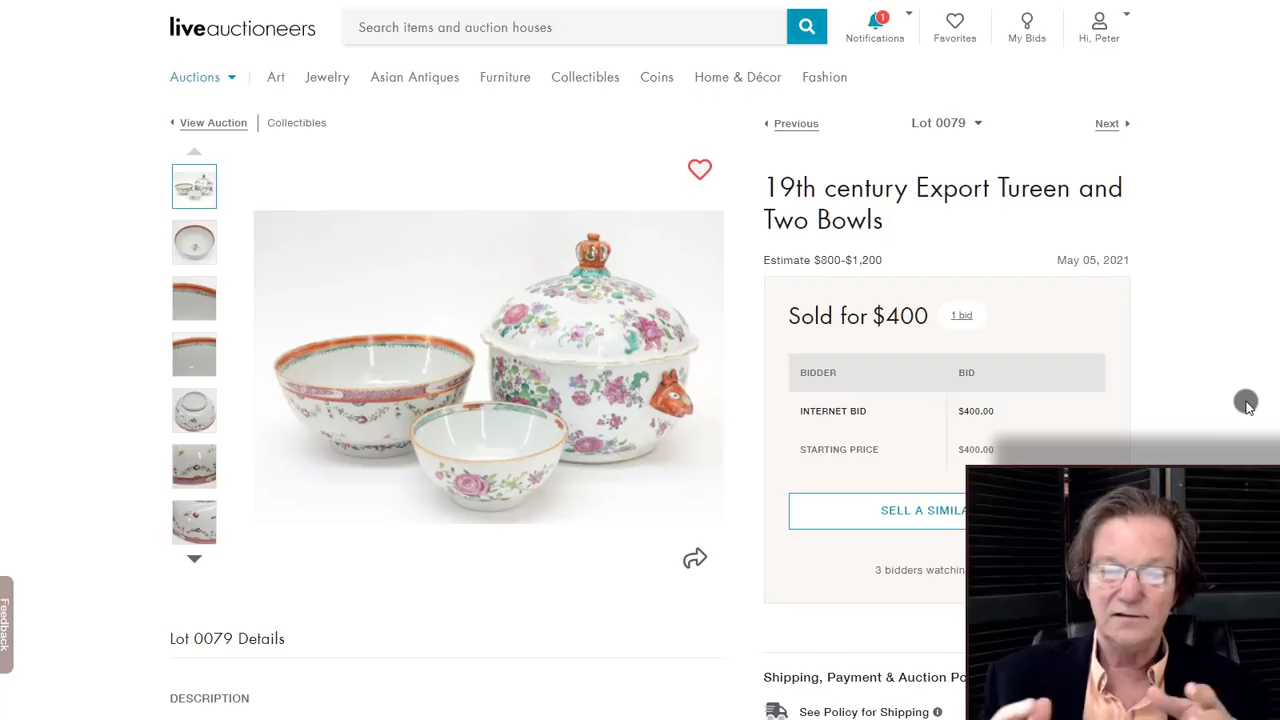 liveauctioneers
Search items and auction houses
1
Notifications
Favorites
My Bids
Hi, Peter
Auctions
Art
Jewelry
Asian Antiques
Furniture
Collectibles
Coins
Home & Décor
Fashion
View Auction
Collectibles
Previous
Lot 0079
Next
19th century Export Tureen and
Two Bowls
Estimate $800-$1,200
May 05, 2021
Sold for $400
1 bid
BIDDER
BID
INTERNET BID
$400.00
STARTING PRICE
$400.00
SELL A SIMILA
3 bidders watchin
Feedback
Lot 0079 Details
DESCRIPTION
Shipping, Payment & Auction Po
See Policy for Shipping